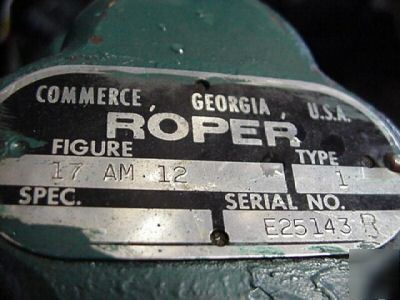 COMMERCE, GEORGIA, U.S.A.
ROPER
FIGURE TYPE
17 AM 12 1
SPEC. SERIAL NO.
E25143 R